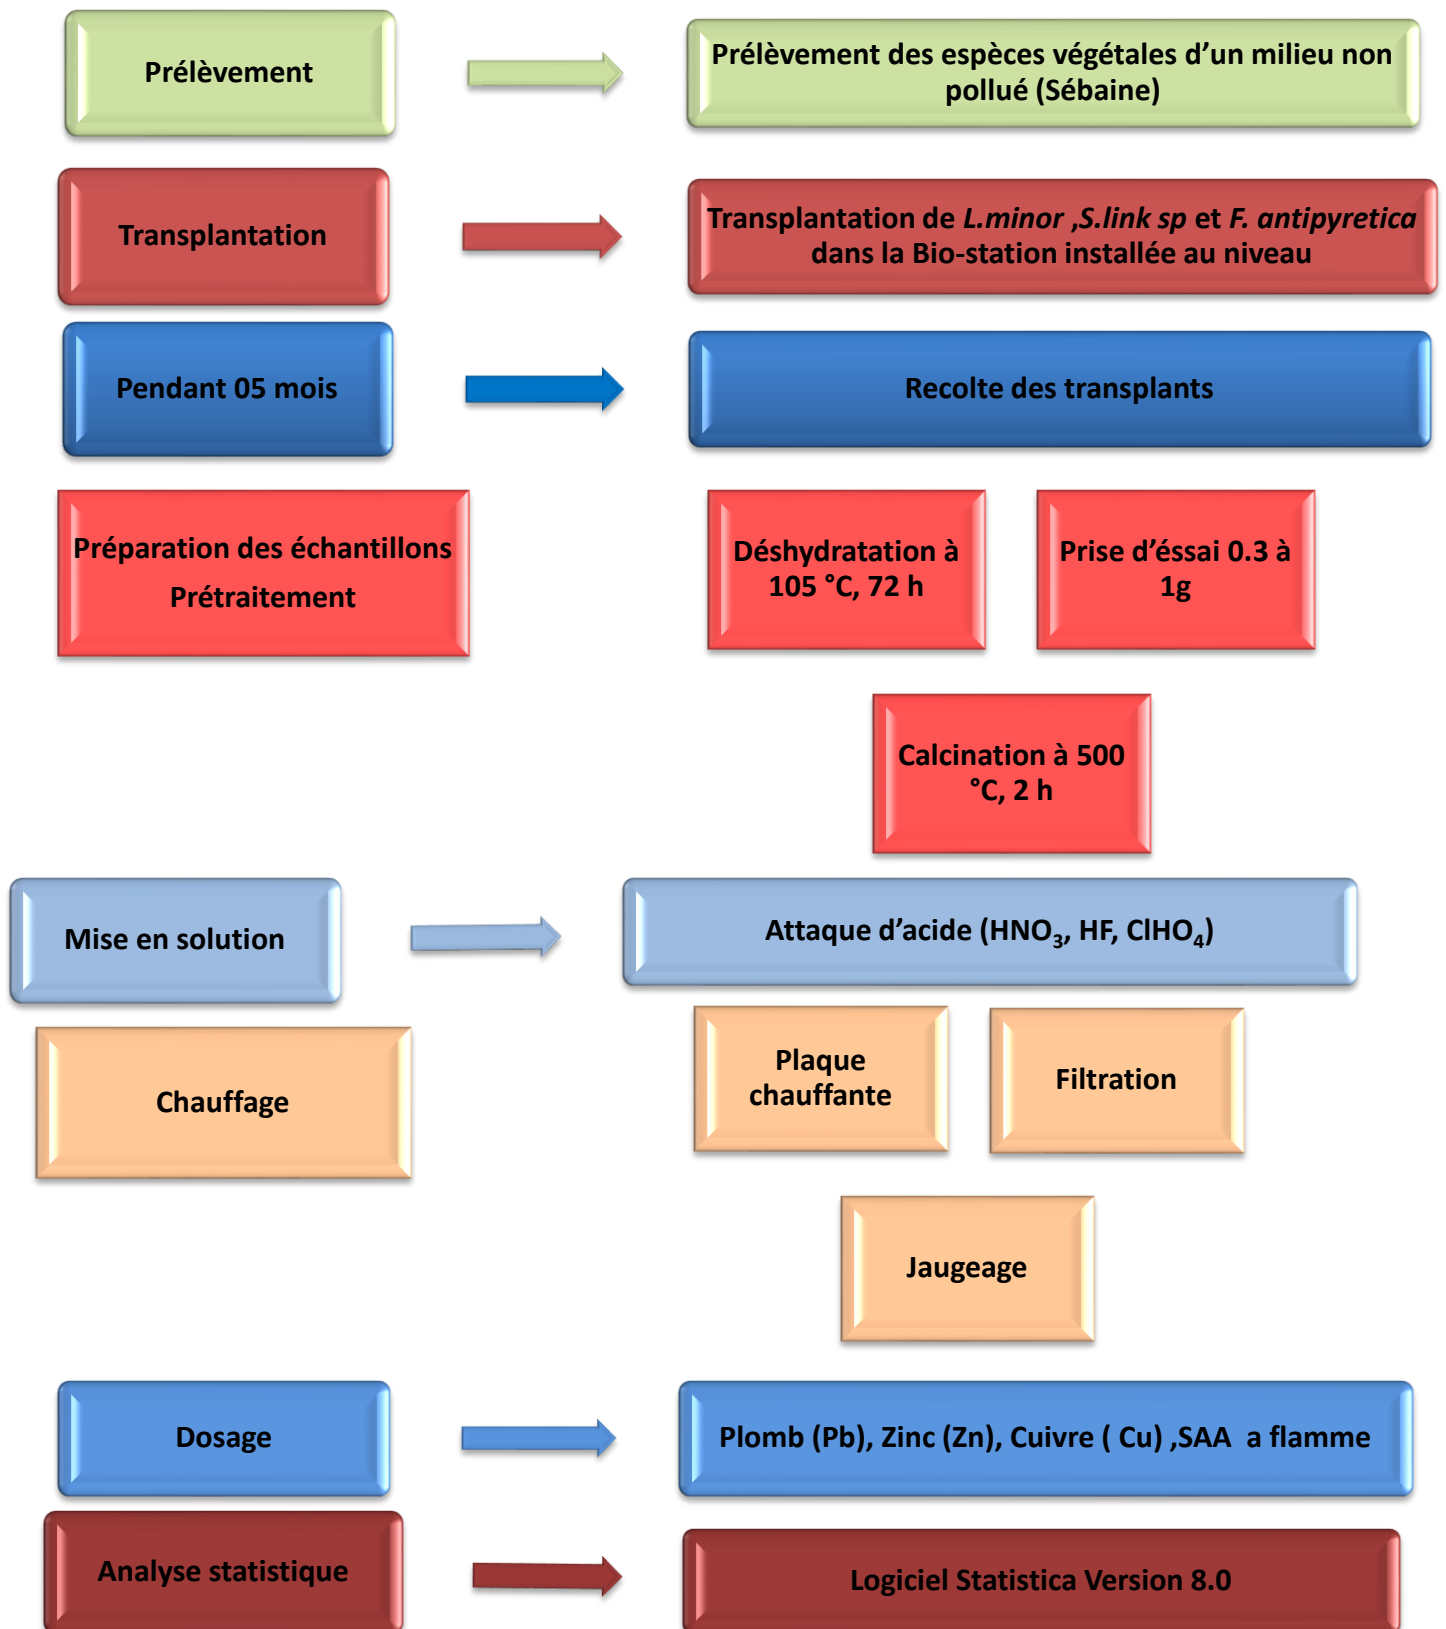 Prélèvement
Prélèvement des espèces végétales d’un milieu non
pollué (Sébaine)
Transplantation
Transplantation de L.minor ,S.link sp et F. antipyretica
dans la Bio-station installée au niveau
Pendant 05 mois
Recolte des transplants
Préparation des échantillons
Prétraitement
Déshydratation à
105 °C, 72 h
Prise d’éssai 0.3 à
1g
Calcination à 500
°C, 2 h
Mise en solution
Attaque d’acide (HNO₃, HF, ClHO₄)
Chauffage
Plaque
chauffante
Filtration
Jaugeage
Dosage
Plomb (Pb), Zinc (Zn), Cuivre ( Cu) ,SAA a flamme
Analyse statistique
Logiciel Statistica Version 8.0